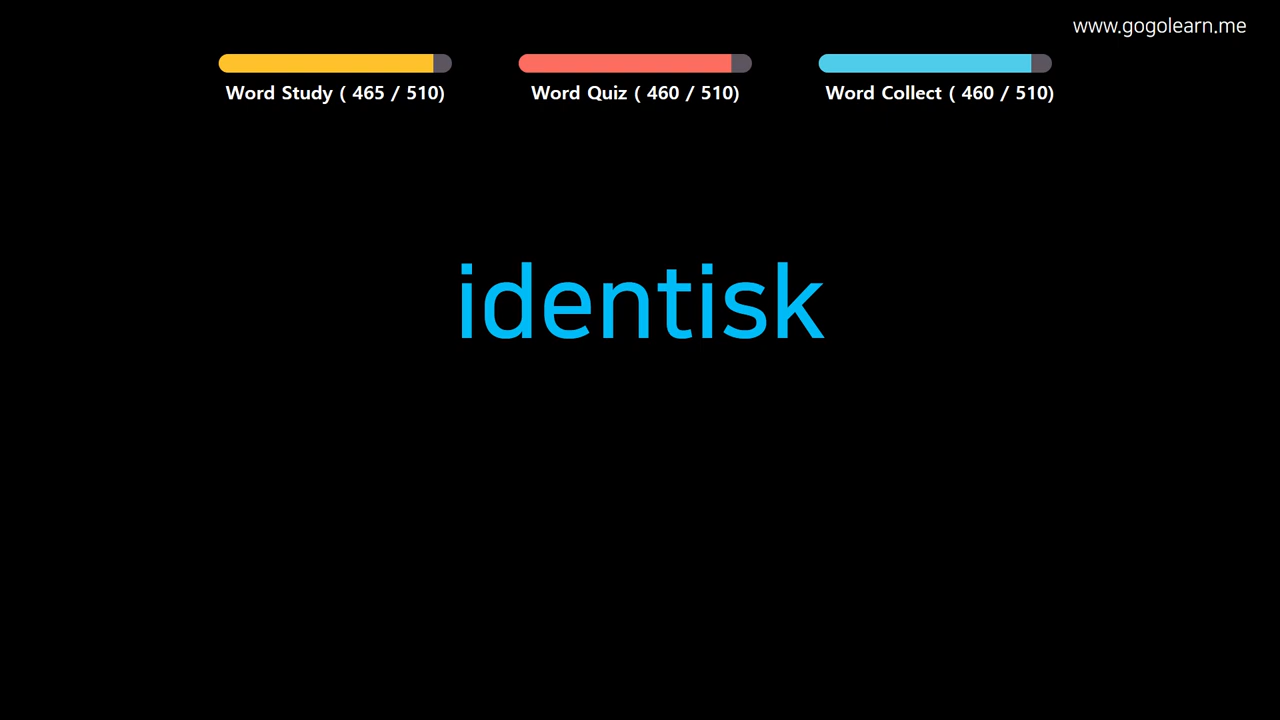 www.gogolearn.me
Word Study ( 465 / 510)
Word Quiz ( 460 / 510)
Word Collect ( 460 / 510)
identisk